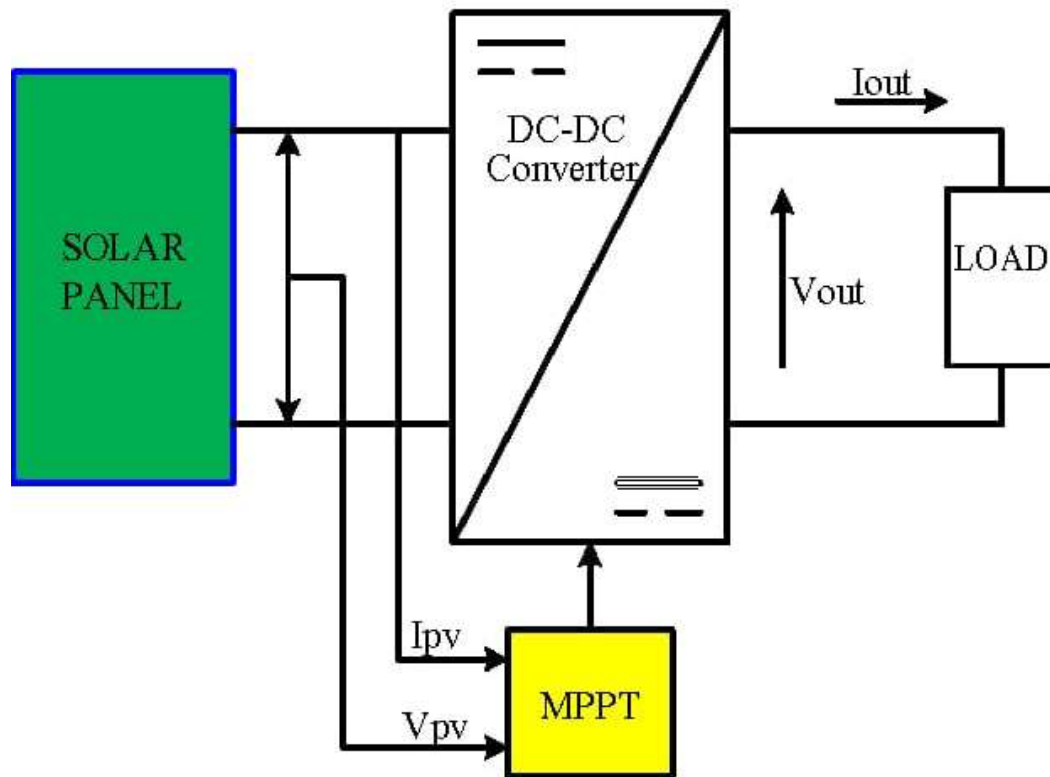 SOLAR
PANEL
DC-DC
Converter
Iout
Vout
LOAD
Ipv
Vpv
MPPT